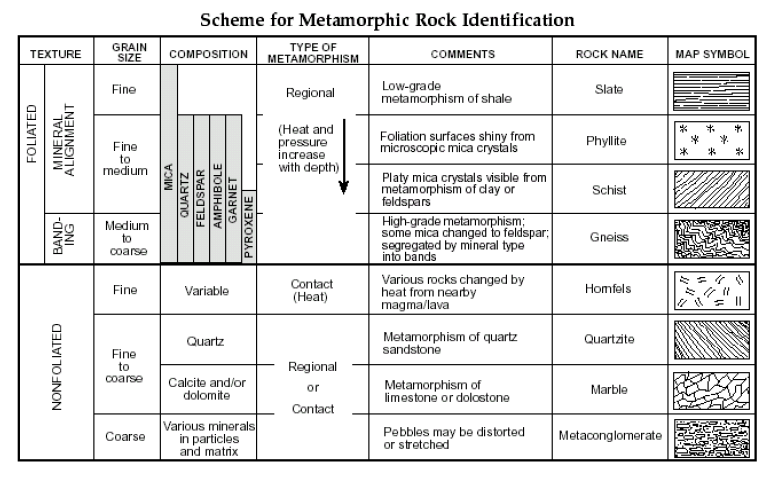 Scheme for Metamorphic Rock Identification
TEXTURE
GRAIN
SIZE
COMPOSITION
TYPE OF
METAMORPHISM
COMMENTS
ROCK NAME
MAP SYMBOL
FOLIATED
MINERAL
ALIGNMENT
BAND-
ING
Fine
Fine
to
medium
Medium
to
coarse
MICA
QUARTZ
FELDSPAR
AMPHIBOLE
GARNET
PYROXENE
Regional
(Heat and
pressure
increase
with depth)
Low-grade
metamorphism of shale
Slate
Foliation surfaces shiny from
microscopic mica crystals
Phyllite
Platy mica crystals visible from
metamorphism of clay or
feldspars
Schist
High-grade metamorphism;
some mica changed to feldspar;
segregated by mineral type
into bands
Gneiss
NONFOLIATED
Fine
Variable
Contact
(Heat)
Various rocks changed by
heat from nearby
magma/lava
Hornfels
Fine
to
coarse
Quartz
Regional
or
Contact
Metamorphism of quartz
sandstone
Quartzite
Calcite and/or
dolomite
Metamorphism of
limestone or dolostone
Marble
Coarse
Various minerals
in particles
and matrix
Pebbles may be distorted
or stretched
Metaconglomerate